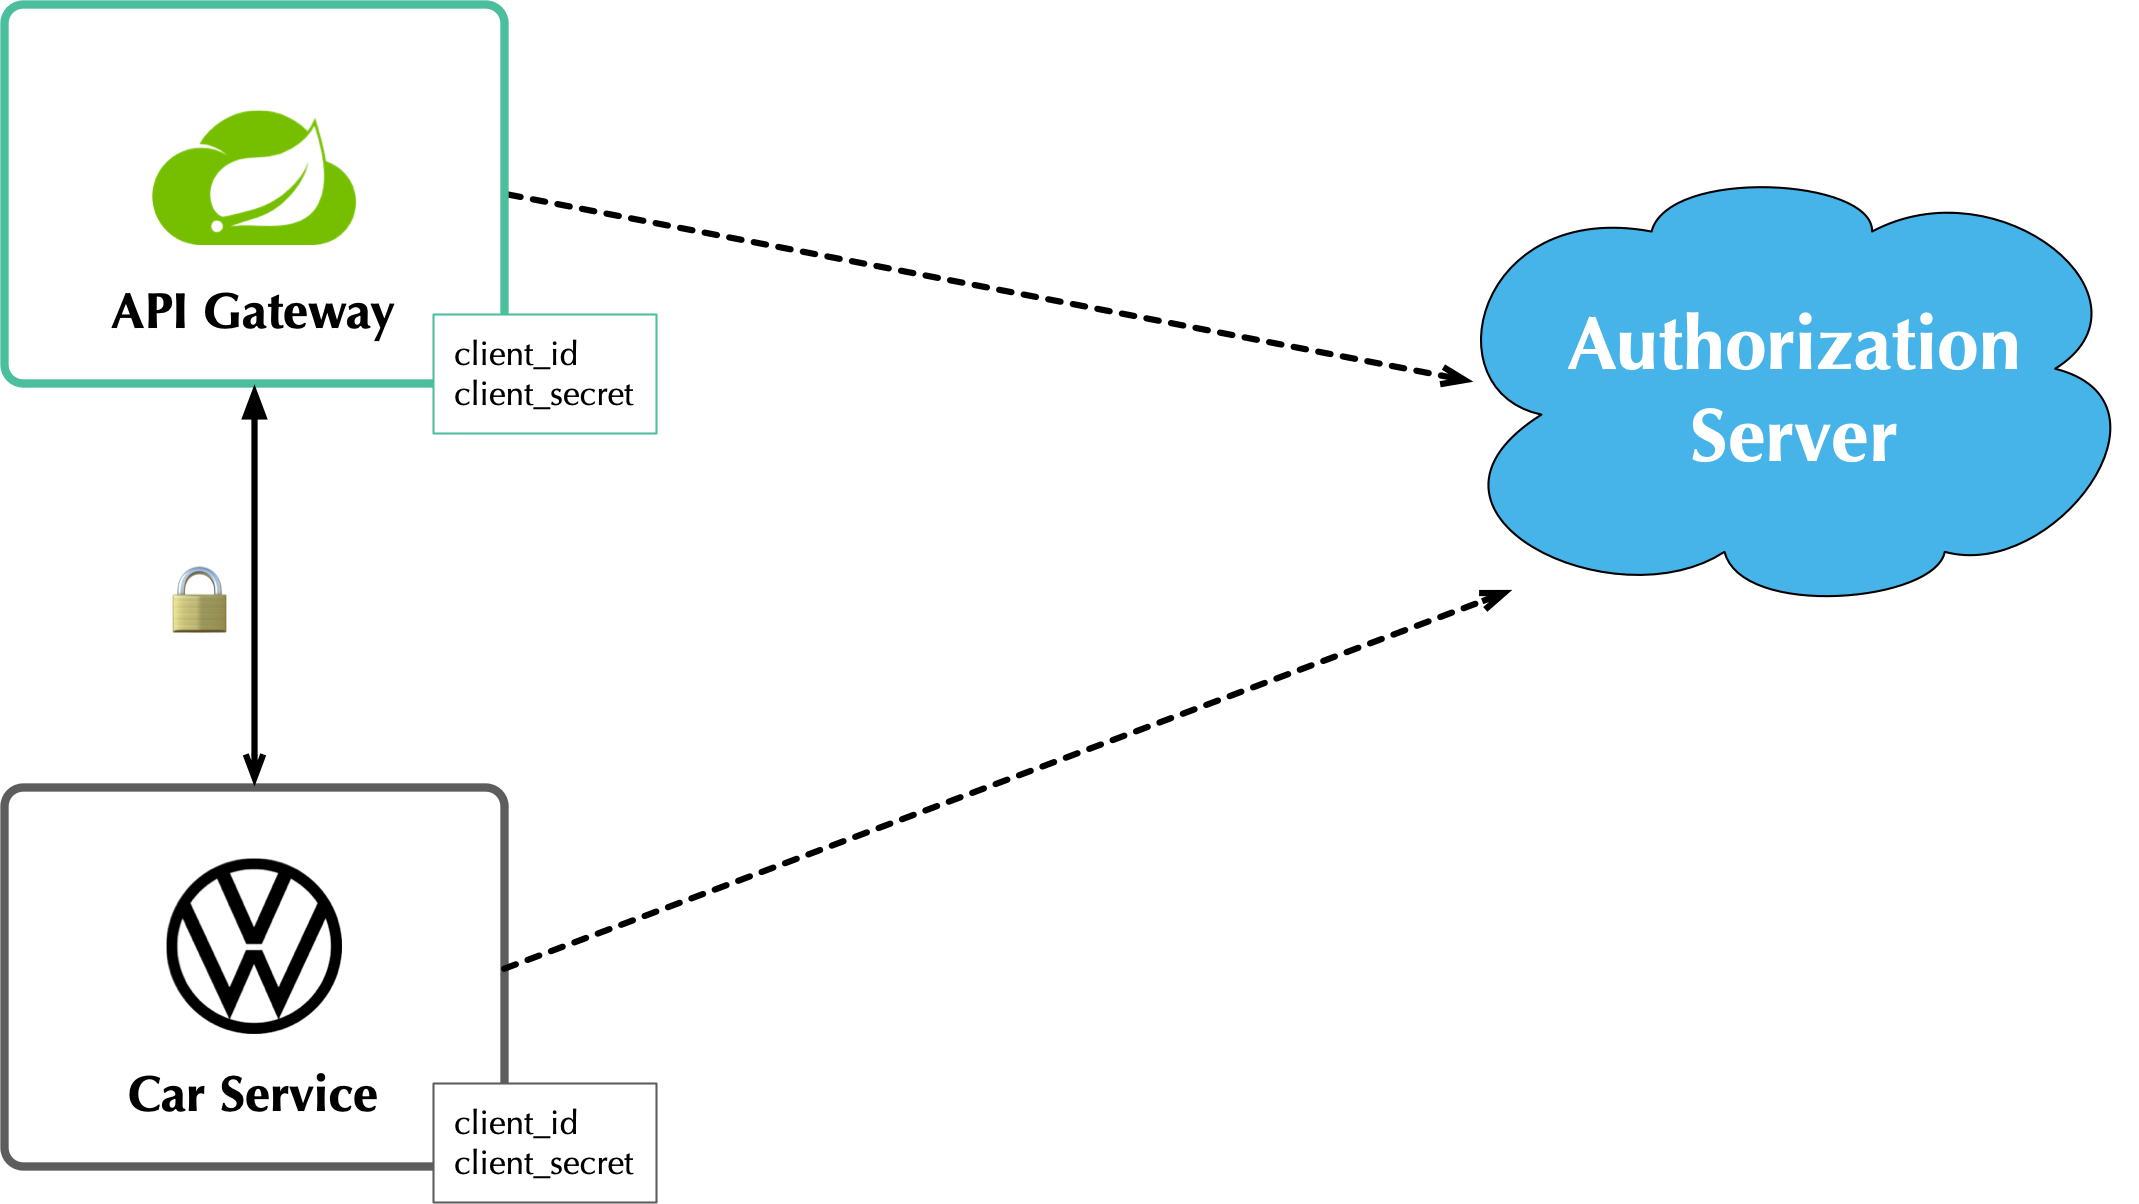 API Gateway
client_id
client_secret
Authorization
Server
Car Service
client_id
client_secret